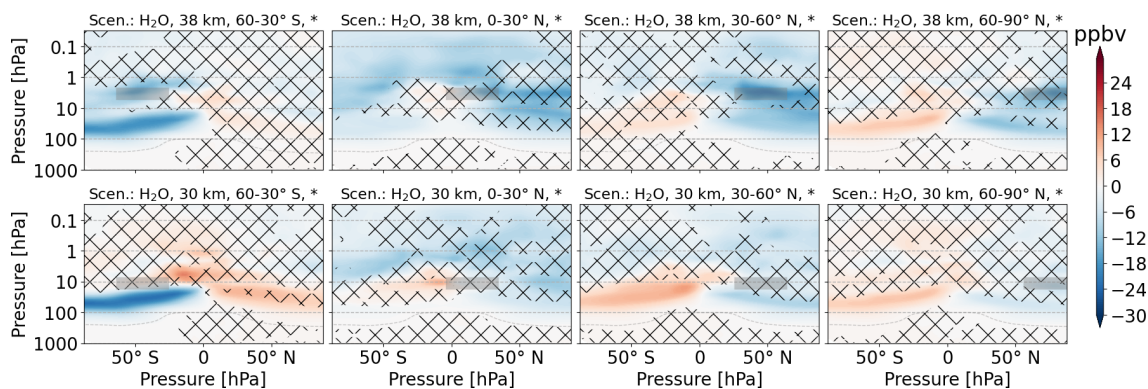 Scen.: H₂O, 38 km, 60-30° S, *
Scen.: H₂O, 38 km, 0-30° N, *
Scen.: H₂O, 38 km, 30-60° N, *
Scen.: H₂O, 38 km, 60-90° N, *
ppbv
Pressure [hPa]
0.1
1
10
100
1000
Scen.: H₂O, 30 km, 60-30° S, *
Scen.: H₂O, 30 km, 0-30° N, *
Scen.: H₂O, 30 km, 30-60° N, *
Scen.: H₂O, 30 km, 60-90° N, *
Pressure [hPa]
0.1
1
10
100
1000
50° S 0 50° N
50° S 0 50° N
50° S 0 50° N
50° S 0 50° N
Pressure [hPa]
Pressure [hPa]
Pressure [hPa]
Pressure [hPa]
24
18
12
6
0
−6
−12
−18
−24
−30